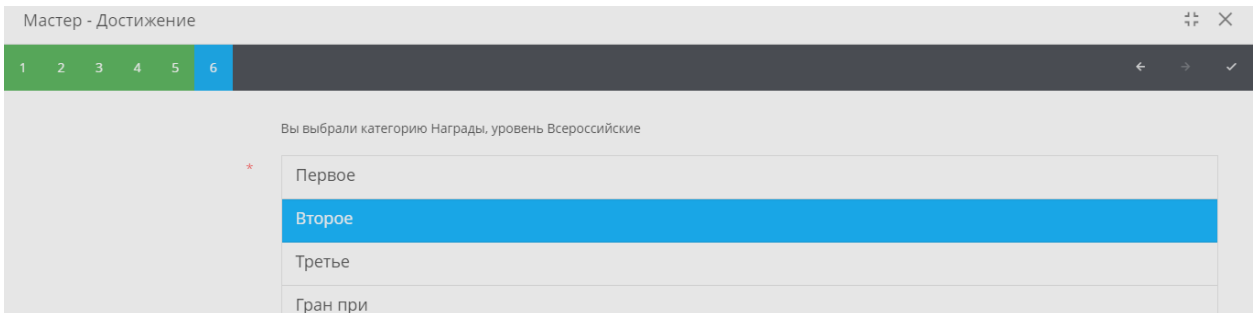 Мастер - Достижение
1 2 3 4 5 6
Вы выбрали категорию Награды, уровень Всероссийские
*
Первое
Второе
Третье
Гран при